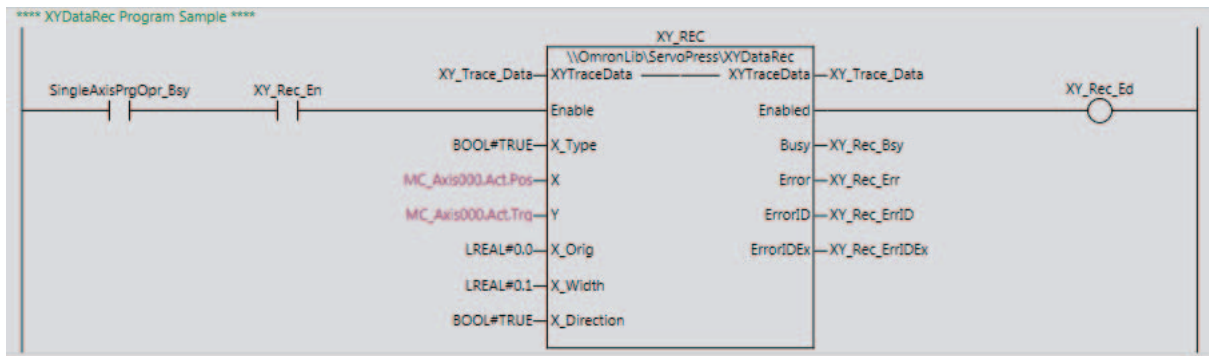 **** XYDataRec Program Sample ****
XY_REC
\\OmronLib\ServoPress\XYDataRec
XY_Trace_Data XYTraceData XYTraceData XY_Trace_Data
SingleAxisPrgOpr_Bsy XY_Rec_En XY_Rec_Ed
Enable Enabled
BOOL#TRUE X_Type Busy XY_Rec_Bsy
MC_Axis000.Act.Pos X Error XY_Rec_Err
MC_Axis000.Act.Trq Y ErrorID XY_Rec_ErrID
LREAL#0.0 X_Orig ErrorIDEx XY_Rec_ErrIDEx
LREAL#0.1 X_Width
BOOL#TRUE X_Direction